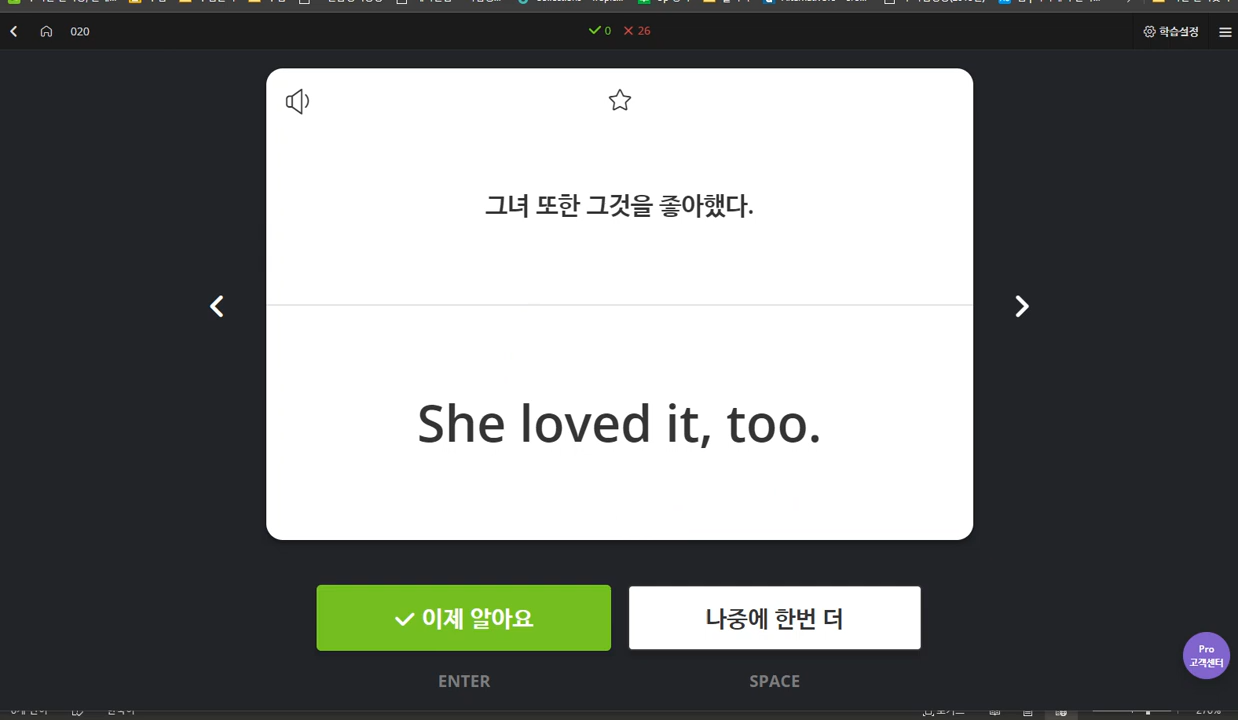 020
0
26
학습설정
그녀 또한 그것을 좋아했다.
She loved it, too.
이제 알아요
나중에 한번 더
ENTER
SPACE
Pro
고객센터